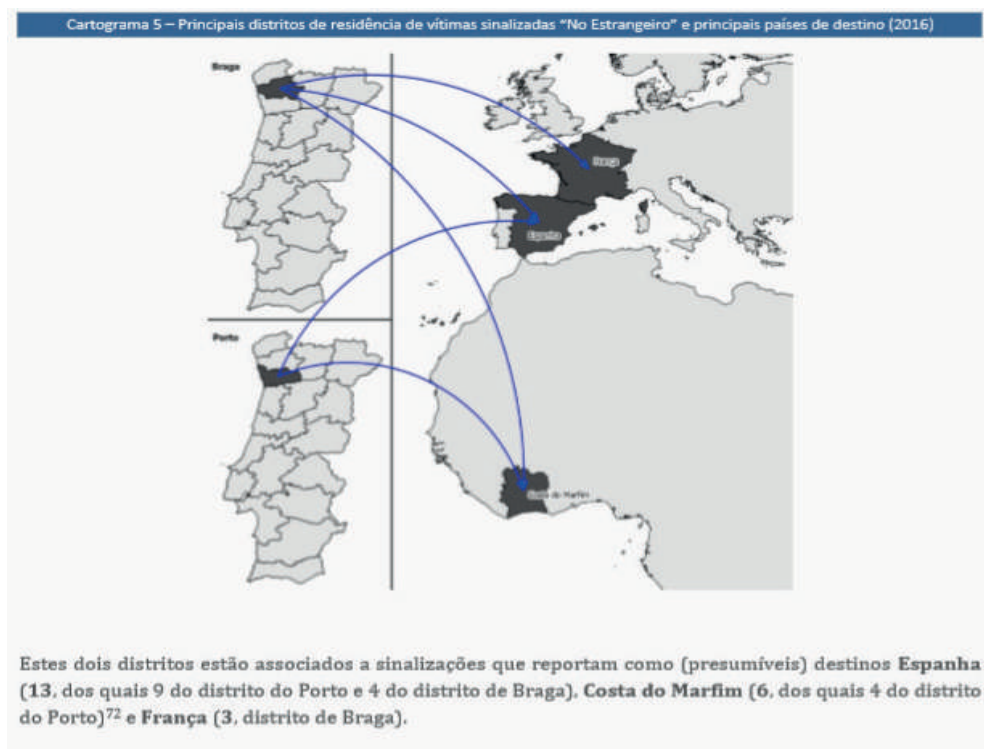 Cartograma 5 – Principais distritos de residência de vítimas sinalizadas “No Estrangeiro” e principais países de destino (2016)
Braga
França
Espanha
Porto
do Marfim
Estes dois distritos estão associados a sinalizações que reportam como (presumíveis) destinos Espanha
(13, dos quais 9 do distrito do Porto e 4 do distrito de Braga), Costa do Marfim (6, dos quais 4 do distrito
do Porto)72 e França (3, distrito de Braga).